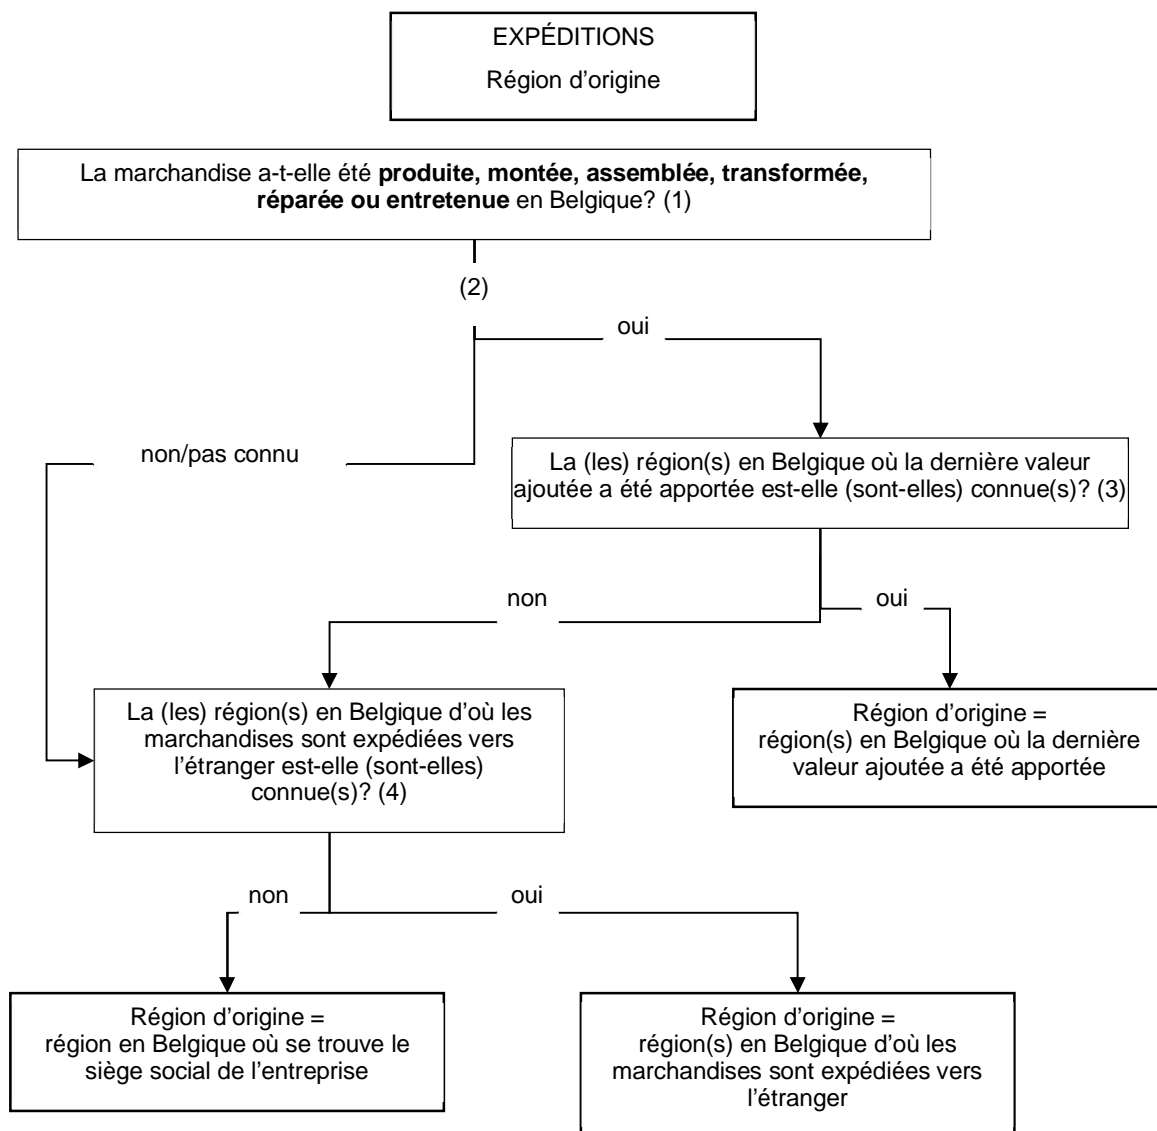 EXPÉDITIONS
Région d’origine
La marchandise a-t-elle été produite, montée, assemblée, transformée,
réparée ou entretenue en Belgique? (1)
(2)
oui
non/pas connu
La (les) région(s) en Belgique où la dernière valeur
ajoutée a été apportée est-elle (sont-elles) connue(s)? (3)
non
oui
La (les) région(s) en Belgique d’où les
marchandises sont expédiées vers
l’étranger est-elle (sont-elles)
connue(s)? (4)
Région d’origine =
région(s) en Belgique où la dernière
valeur ajoutée a été apportée
non
oui
Région d’origine =
région en Belgique où se trouve le
siège social de l’entreprise
Région d’origine =
région(s) en Belgique d’où les
marchandises sont expédiées vers
l’étranger